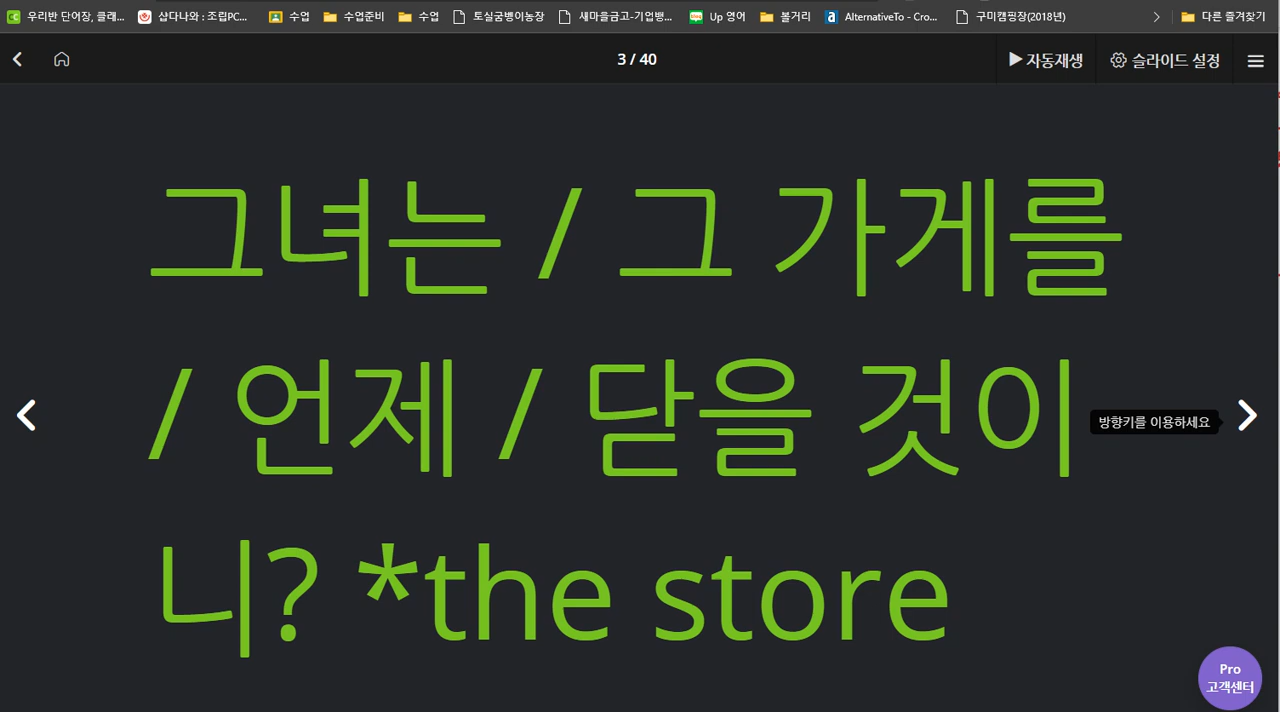 우리반 단어장, 클래... 샵다나와 : 조립PC... 수업 수업준비 수업 토실굼벵이농장 새마을금고-기업뱅... Up 영어 볼거리 AlternativeTo - Cro... 구미캠핑장(2018년) 다른 즐겨찾기
3 / 40 자동재생 슬라이드 설정
그녀는 / 그 가게를
/ 언제 / 닫을 것이
니? *the store
방향키를 이용하세요
Pro
고객센터